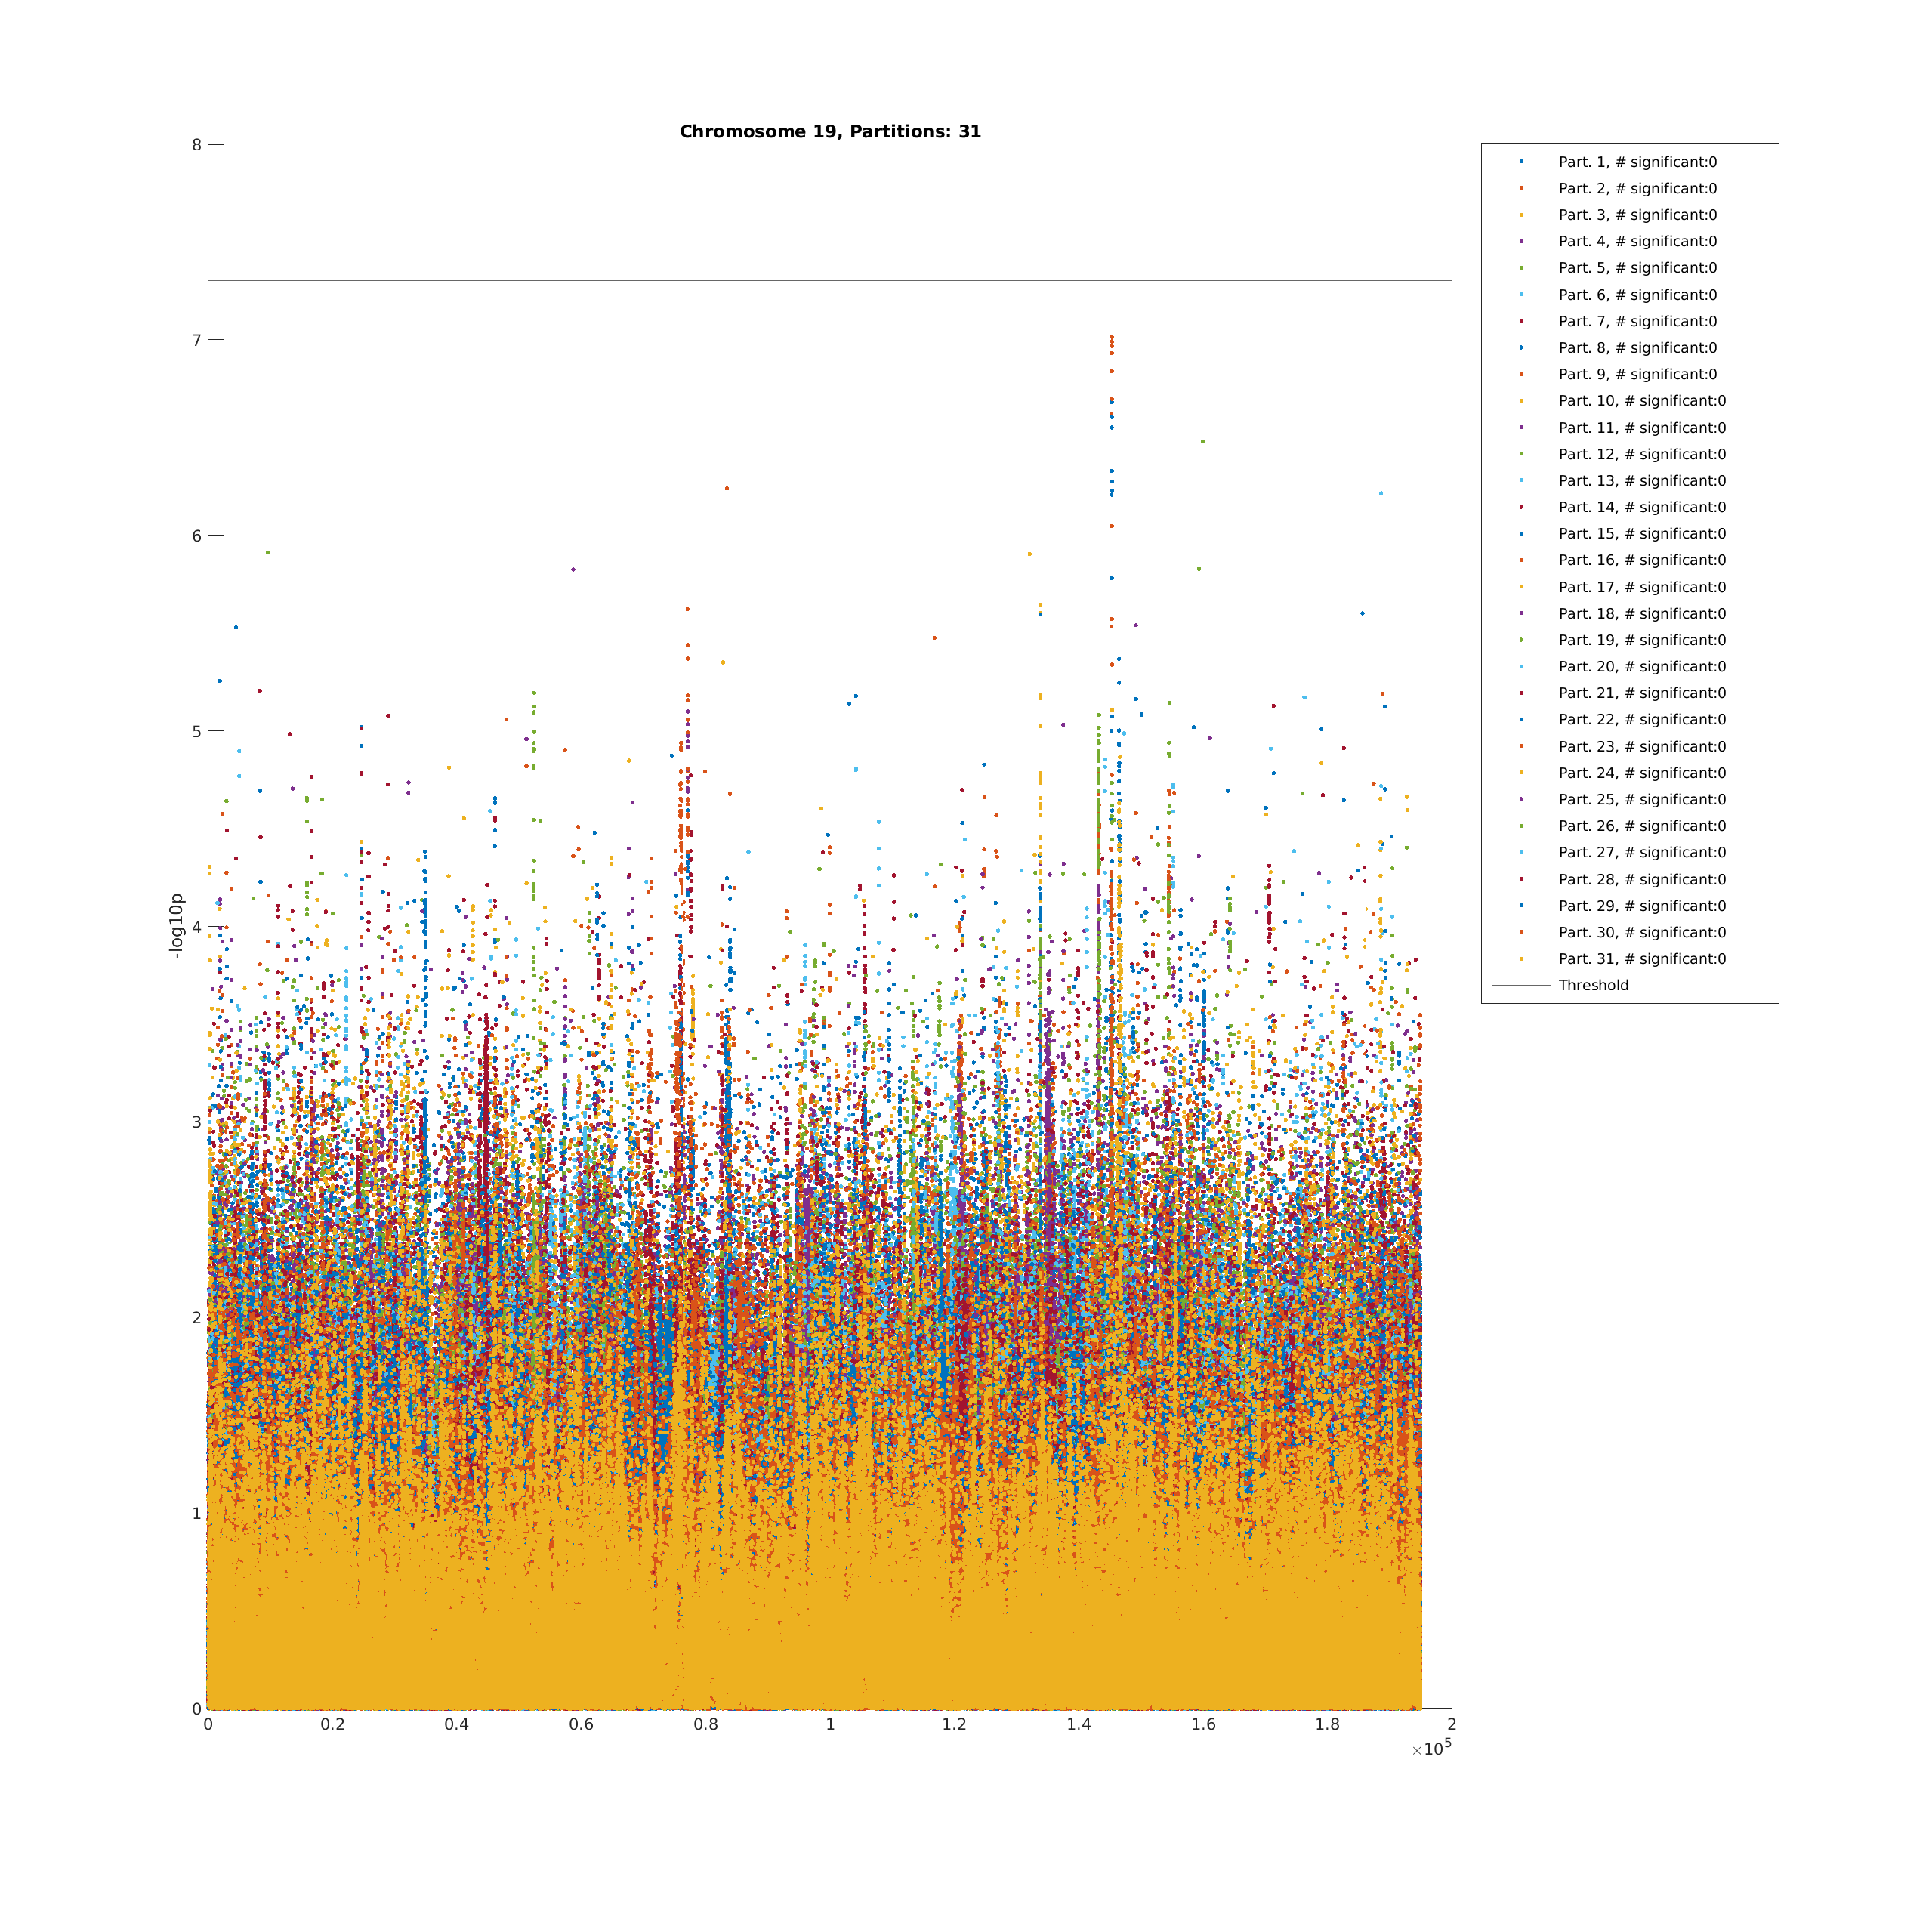 Chromosome 19, Partitions: 31
8
7
6
5
4
3
2
1
0
-log10p
0 0.2 0.4 0.6 0.8 1 1.2 1.4 1.6 1.8 2
×10^5
Part. 1, # significant:0
Part. 2, # significant:0
Part. 3, # significant:0
Part. 4, # significant:0
Part. 5, # significant:0
Part. 6, # significant:0
Part. 7, # significant:0
Part. 8, # significant:0
Part. 9, # significant:0
Part. 10, # significant:0
Part. 11, # significant:0
Part. 12, # significant:0
Part. 13, # significant:0
Part. 14, # significant:0
Part. 15, # significant:0
Part. 16, # significant:0
Part. 17, # significant:0
Part. 18, # significant:0
Part. 19, # significant:0
Part. 20, # significant:0
Part. 21, # significant:0
Part. 22, # significant:0
Part. 23, # significant:0
Part. 24, # significant:0
Part. 25, # significant:0
Part. 26, # significant:0
Part. 27, # significant:0
Part. 28, # significant:0
Part. 29, # significant:0
Part. 30, # significant:0
Part. 31, # significant:0
Threshold